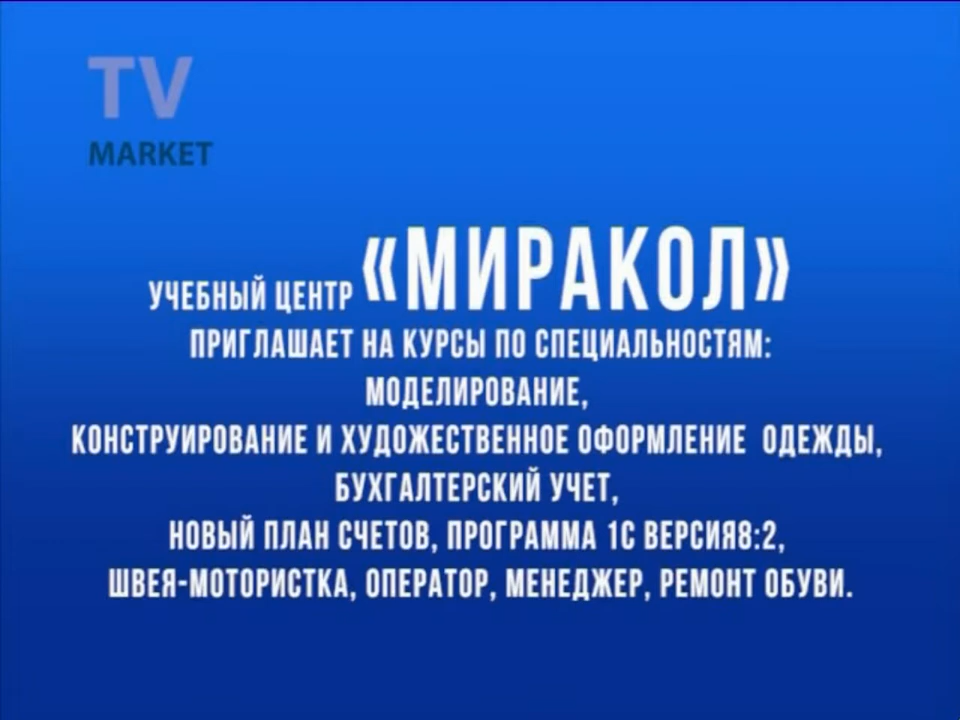 TV
MARKET
УЧЕБНЫЙ ЦЕНТР «МИРАКОЛ»
ПРИГЛАШАЕТ НА КУРСЫ ПО СПЕЦИАЛЬНОСТЯМ:
МОДЕЛИРОВАНИЕ,
КОНСТРУИРОВАНИЕ И ХУДОЖЕСТВЕННОЕ ОФОРМЛЕНИЕ ОДЕЖДЫ,
БУХГАЛТЕРСКИЙ УЧЕТ,
НОВЫЙ ПЛАН СЧЕТОВ, ПРОГРАММА 1С ВЕРСИЯ8:2,
ШВЕЯ-МОТОРИСТКА, ОПЕРАТОР, МЕНЕДЖЕР, РЕМОНТ ОБУВИ.